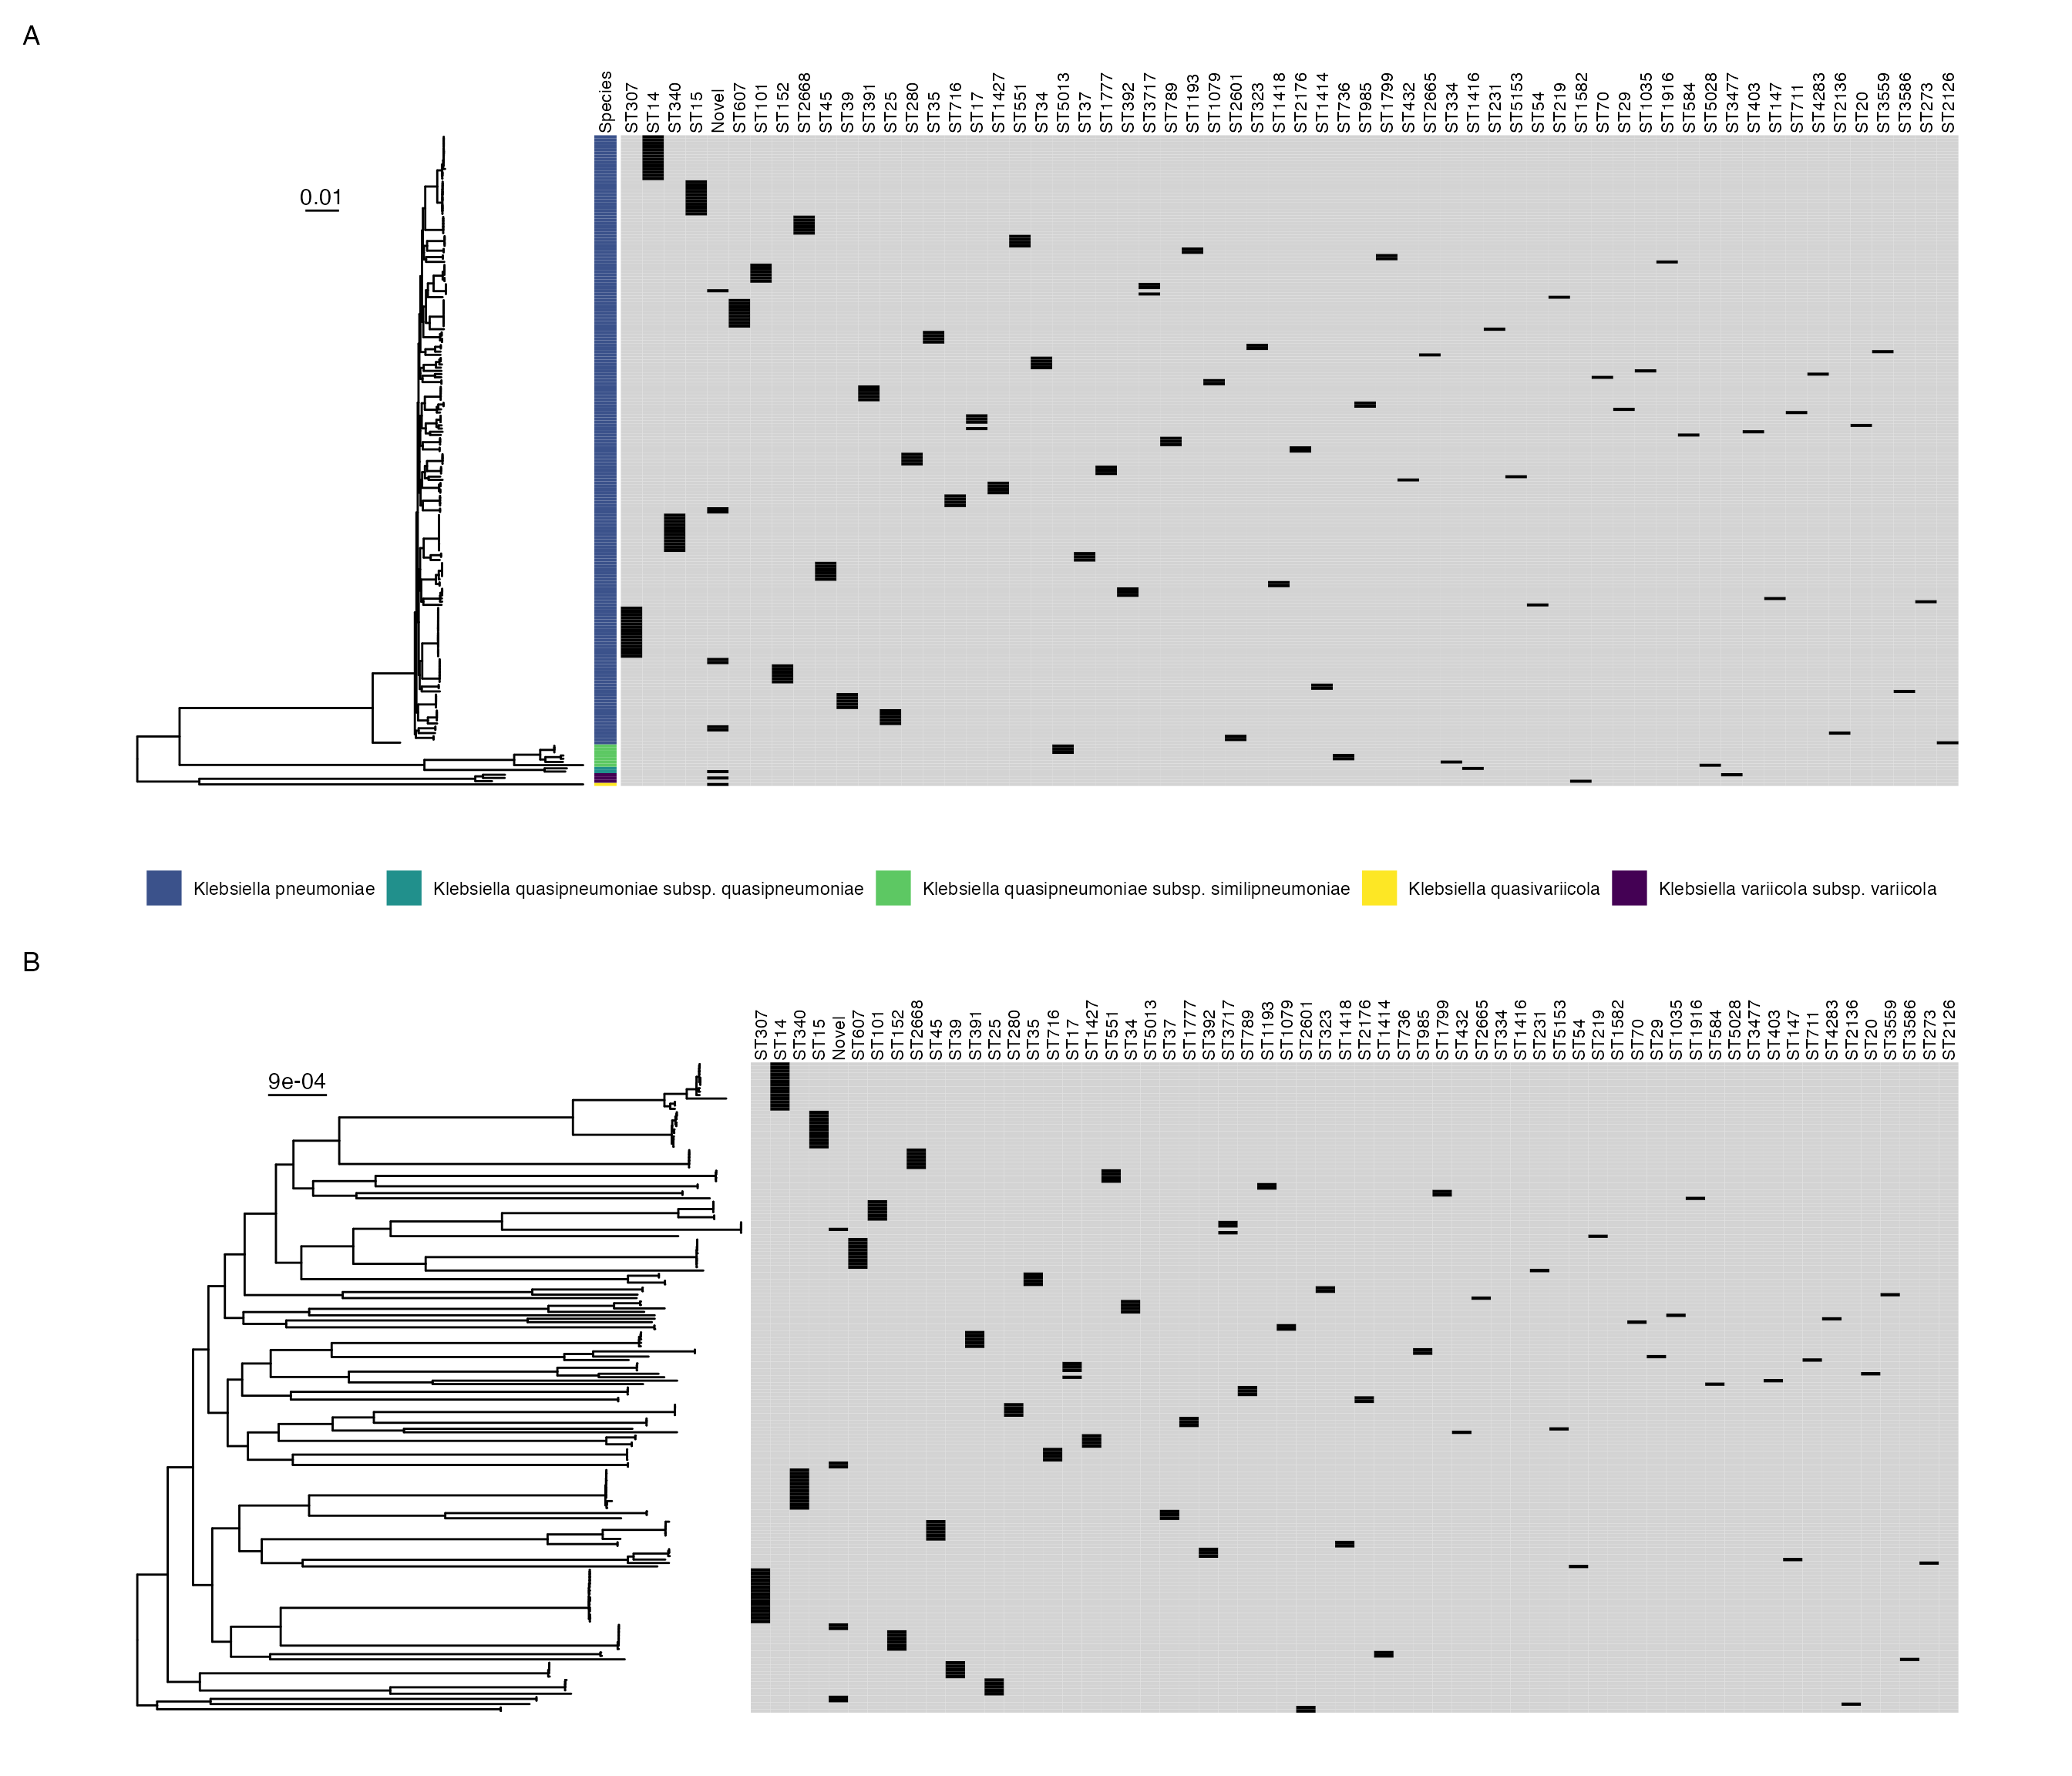 A
Species ST307 ST14 ST340 ST15 Novel ST607 ST101 ST152 ST2668 ST45 ST39 ST391 ST25 ST280 ST35 ST716 ST17 ST1427 ST551 ST34 ST5013 ST37 ST1777 ST392 ST3717 ST789 ST1193 ST1079 ST2601 ST323 ST1418 ST2176 ST1414 ST736 ST985 ST1799 ST432 ST2665 ST334 ST1416 ST231 ST5153 ST54 ST219 ST1582 ST70 ST29 ST1035 ST1916 ST584 ST5028 ST3477 ST403 ST147 ST711 ST4283 ST2136 ST20 ST3559 ST3586 ST273 ST2126
0.01
Klebsiella pneumoniae Klebsiella quasipneumoniae subsp. quasipneumoniae Klebsiella quasipneumoniae subsp. similipneumoniae Klebsiella quasivariicola Klebsiella variicola subsp. variicola
B
ST307 ST14 ST340 ST15 Novel ST607 ST101 ST152 ST2668 ST45 ST39 ST391 ST25 ST280 ST35 ST716 ST17 ST1427 ST551 ST34 ST5013 ST37 ST1777 ST392 ST3717 ST789 ST1193 ST1079 ST2601 ST323 ST1418 ST2176 ST1414 ST736 ST985 ST1799 ST432 ST2665 ST334 ST1416 ST231 ST5153 ST54 ST219 ST1582 ST70 ST29 ST1035 ST1916 ST584 ST5028 ST3477 ST403 ST147 ST711 ST4283 ST2136 ST20 ST3559 ST3586 ST273 ST2126
9e-04